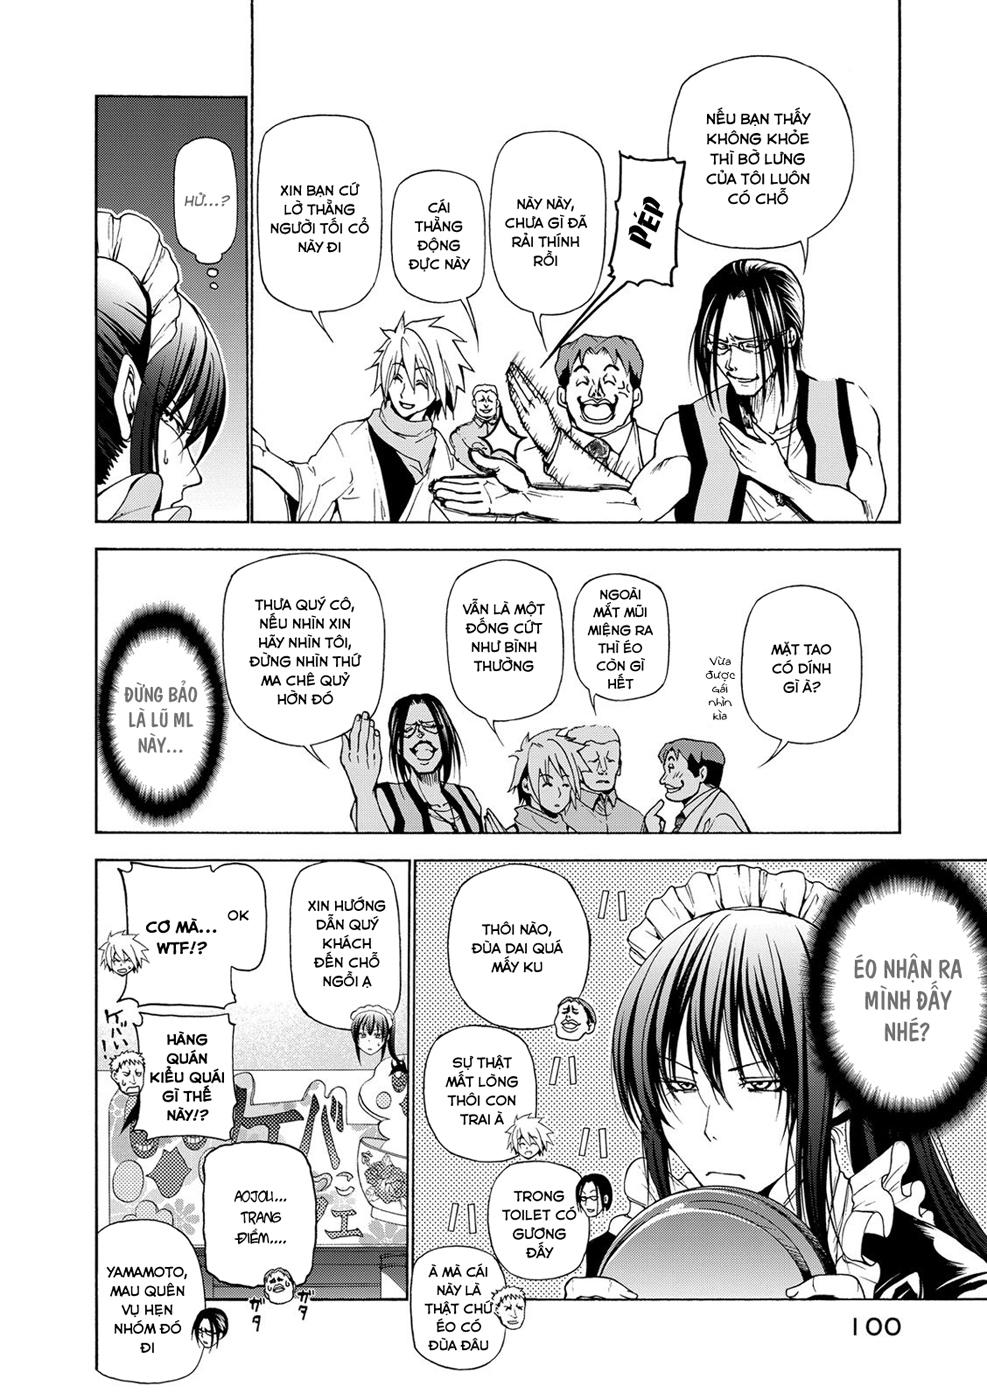 NẾU BẠN THẤY
KHÔNG KHỎE
THÌ BỜ LƯNG
CỦA TÔI LUÔN
CÓ CHỖ
PÉP
NÀY NÀY,
CHƯA GÌ ĐÃ
RẢI THÍNH
RỒI
CÁI
THẰNG
ĐỘNG
ĐỰC NÀY
XIN BẠN CỨ
LỜ THẰNG
NGƯỜI TỐI CỔ
NÀY ĐI
HỬ...?
MẶT TAO
CÓ DÍNH
GÌ À?
Vừa
được
gái
nhìn
kìa
NGOÀI
MẮT MŨI
MIỆNG RA
THÌ ÉO
CÒN GÌ
HẾT
VẪN LÀ MỘT
ĐỐNG CỨT
NHƯ BÌNH
THƯỜNG
THƯA QUÝ CÔ,
NẾU NHÌN XIN
HÃY NHÌN TÔI,
ĐỪNG NHÌN THỨ
MA CHÊ QUỶ
HỜN ĐÓ
ĐỪNG BẢO
LÀ LŨ ML
NÀY...
ÉO NHẬN RA
MÌNH ĐẤY
NHÉ?
THÔI NÀO,
ĐÙA DAI QUÁ
MẤY KU
SỰ THẬT
MẤT LÒNG
THÔI CON
TRAI À
TRONG
TOILET CÓ
GƯƠNG
ĐẤY
À MÀ CÁI
NÀY LÀ
THẬT CHỨ
ÉO CÓ
ĐÙA ĐÂU
XIN HƯỚNG
DẪN QUÝ
KHÁCH
ĐẾN CHỖ
NGỒI Ạ
OK
CƠ MÀ...
WTF!?
HÀNG
QUÁN
KIỂU QUÁI
GÌ THẾ
NÀY!?
AOJOU...
TRANG
ĐIỂM....
YAMAMOTO,
MAU QUÊN
VỤ HẸN
NHÓM ĐÓ
ĐI
ガタ
ガタ
100